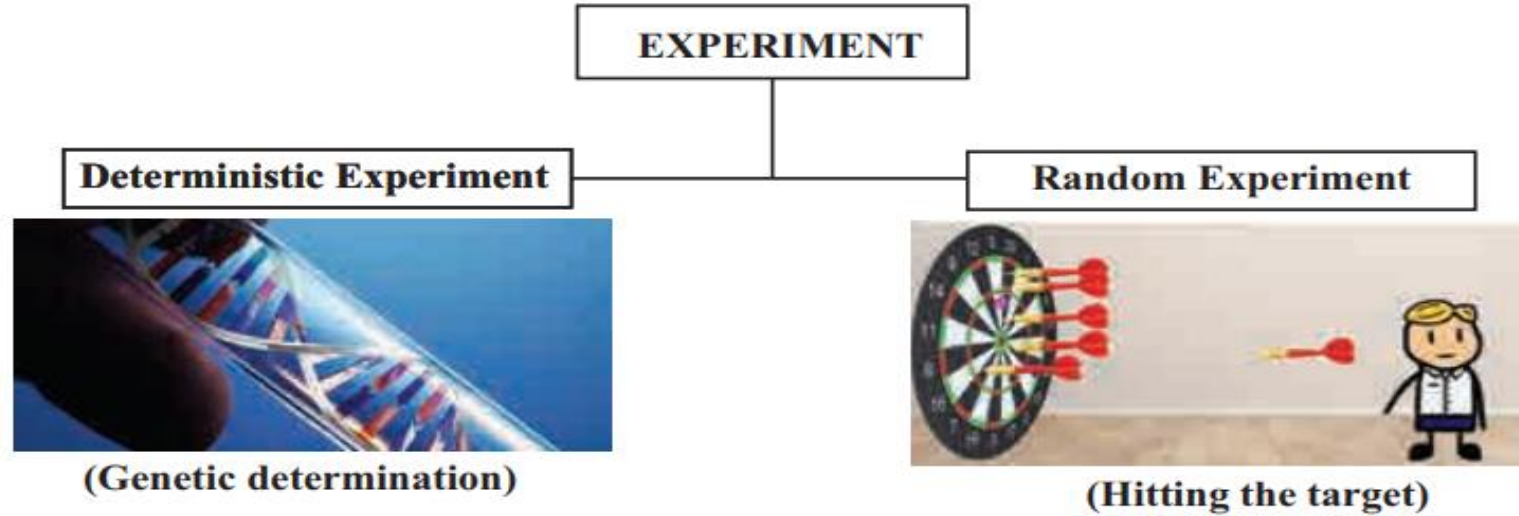 EXPERIMENT
Deterministic Experiment
Random Experiment
(Genetic determination)
(Hitting the target)